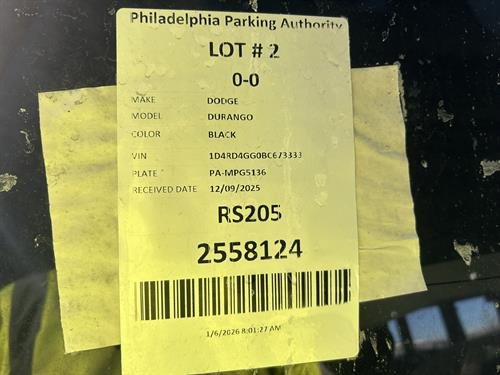 Philadelphia Parking Authority
LOT # 2
0-0
MAKE DODGE
MODEL DURANGO
COLOR BLACK
VIN 1D4RD4GG0BC673333
PLATE PA-MPG5136
RECEIVED DATE 12/09/2025
RS205
2558124
1/6/2026 8:01:27 AM